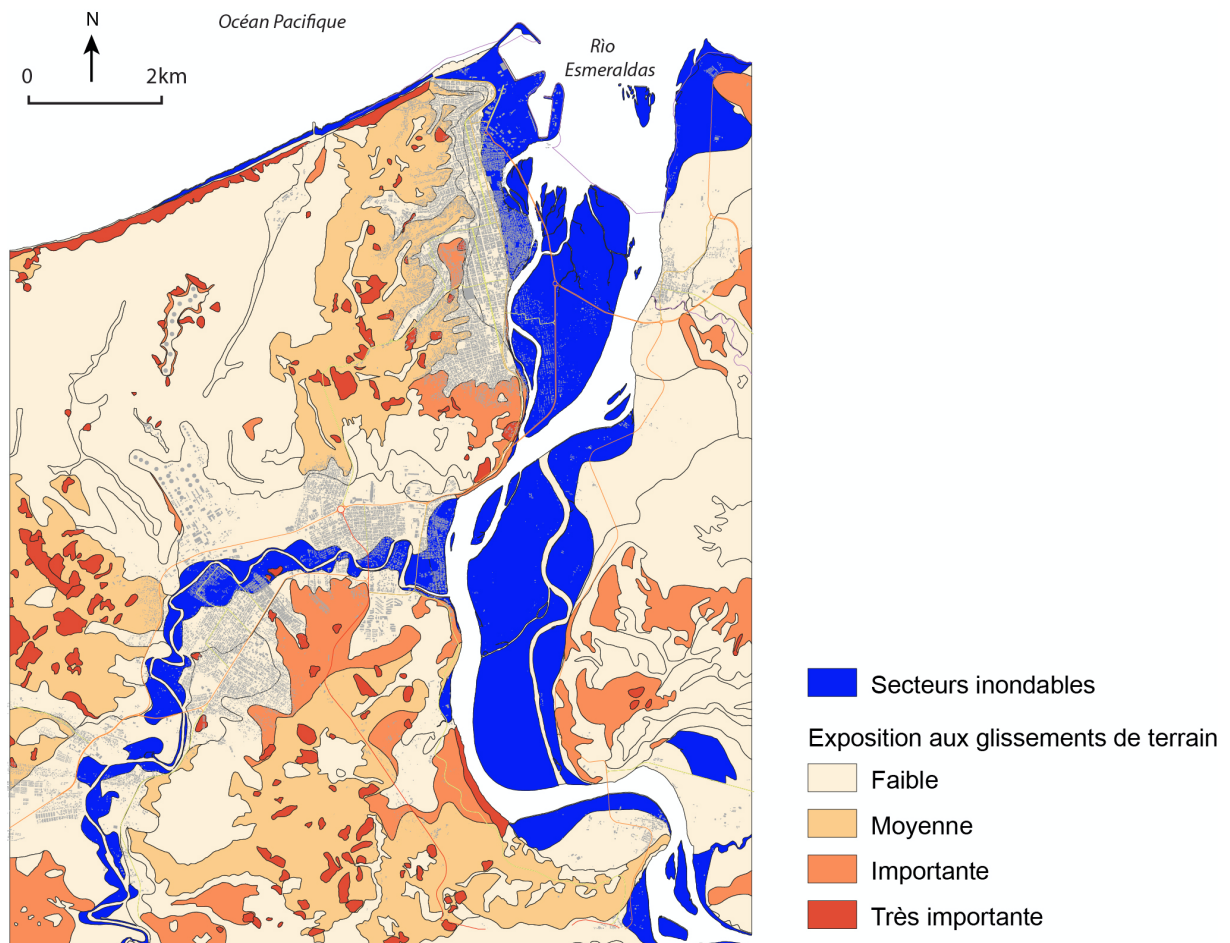 N
Océan Pacifique
0 2km
Rìo
Esmeraldas
Secteurs inondables
Exposition aux glissements de terrain
Faible
Moyenne
Importante
Très importante